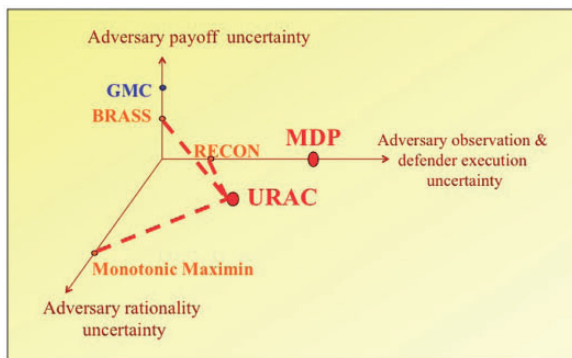 Adversary payoff uncertainty
GMC
BRASS
RECON
MDP
Adversary observation &
defender execution
uncertainty
URAC
Monotonic Maximin
Adversary rationality
uncertainty